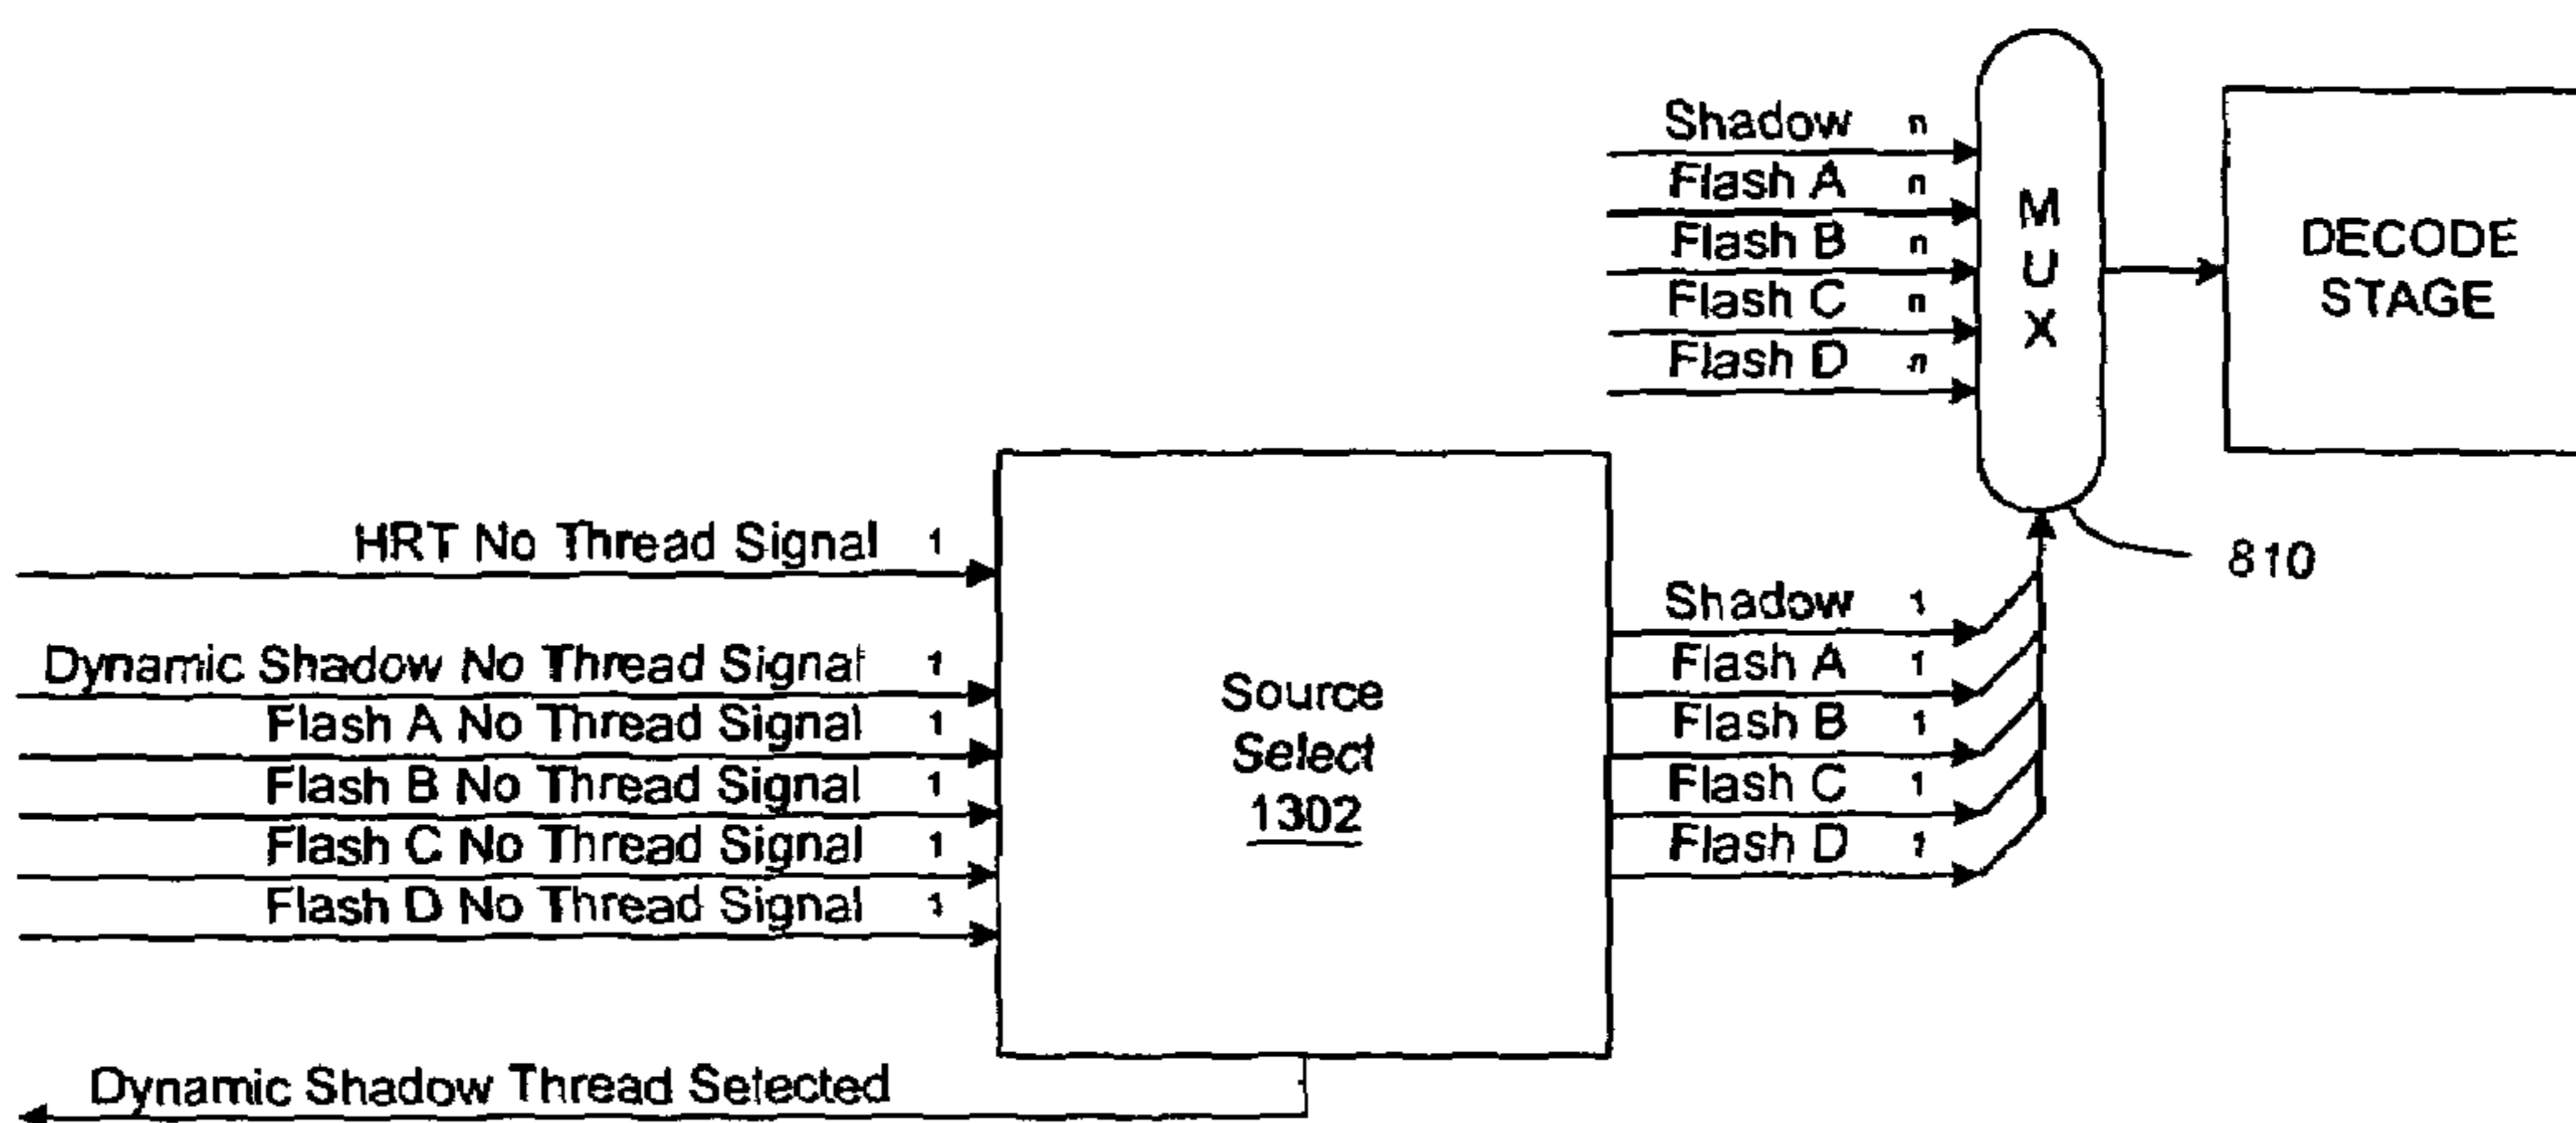 Shadow n
Flash A n
Flash B n
Flash C n
Flash D n
M
U
X
DECODE
STAGE
810
HRT No Thread Signal 1
Dynamic Shadow No Thread Signal 1
Flash A No Thread Signal 1
Flash B No Thread Signal 1
Flash C No Thread Signal 1
Flash D No Thread Signal 1
Source
Select
1302
Shadow 1
Flash A 1
Flash B 1
Flash C 1
Flash D 1
Dynamic Shadow Thread Selected